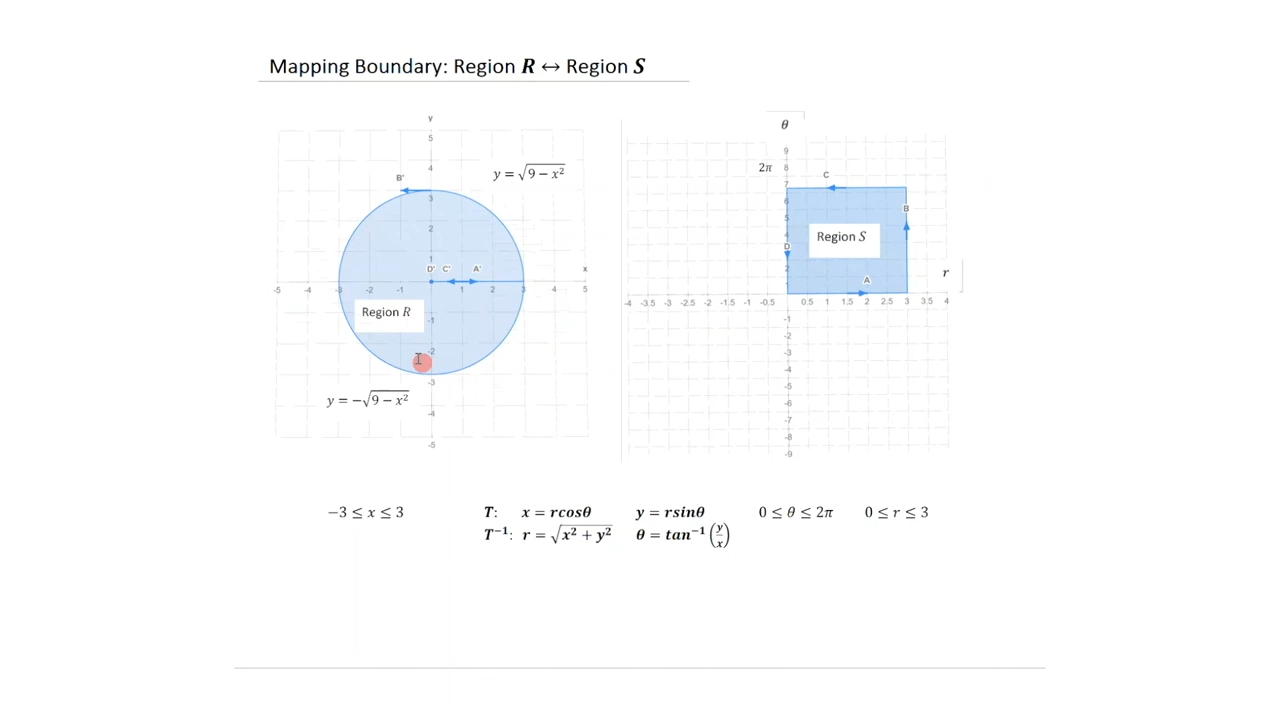 Mapping Boundary: Region R ↔ Region S
y
5
4
3
2
1
-1
-2
-3
-4
-5
x
-5 -4 -3 -2 -1 1 2 3 4 5
B'
D' C' A'
y = √9 − x²
Region R
y = −√9 − x²
θ
2π
9
8
7
6
5
4
2
-1
-2
-3
-4
-5
-6
-7
-8
-9
C
B
D
A
Region S
r
-4 -3.5 -3 -2.5 -2 -1.5 -1 -0.5 0.5 1 1.5 2 2.5 3 3.5 4
−3 ≤ x ≤ 3 T: x = rcosθ y = rsinθ 0 ≤ θ ≤ 2π 0 ≤ r ≤ 3
T⁻¹: r = √x² + y² θ = tan⁻¹ (y/x)